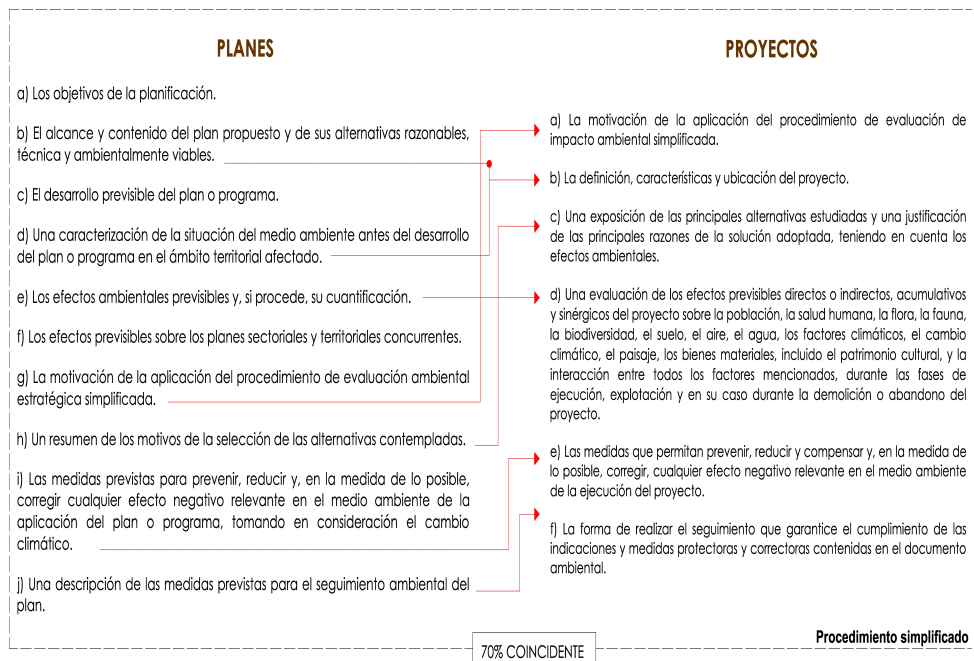 PLANES
a) Los objetivos de la planificación.
b) El alcance y contenido del plan propuesto y de sus alternativas razonables,
técnica y ambientalmente viables.
c) El desarrollo previsible del plan o programa.
d) Una caracterización de la situación del medio ambiente antes del desarrollo
del plan o programa en el ámbito territorial afectado.
e) Los efectos ambientales previsibles y, si procede, su cuantificación.
f) Los efectos previsibles sobre los planes sectoriales y territoriales concurrentes.
g) La motivación de la aplicación del procedimiento de evaluación ambiental
estratégica simplificada.
h) Un resumen de los motivos de la selección de las alternativas contempladas.
i) Las medidas previstas para prevenir, reducir y, en la medida de lo posible,
corregir cualquier efecto negativo relevante en el medio ambiente de la
aplicación del plan o programa, tomando en consideración el cambio
climático.
j) Una descripción de las medidas previstas para el seguimiento ambiental del
plan.
PROYECTOS
a) La motivación de la aplicación del procedimiento de evaluación de
impacto ambiental simplificada.
b) La definición, características y ubicación del proyecto.
c) Una exposición de las principales alternativas estudiadas y una justificación
de las principales razones de la solución adoptada, teniendo en cuenta los
efectos ambientales.
d) Una evaluación de los efectos previsibles directos o indirectos, acumulativos
y sinérgicos del proyecto sobre la población, la salud humana, la flora, la fauna,
la biodiversidad, el suelo, el aire, el agua, los factores climáticos, el cambio
climático, el paisaje, los bienes materiales, incluido el patrimonio cultural, y la
interacción entre todos los factores mencionados, durante las fases de
ejecución, explotación y en su caso durante la demolición o abandono del
proyecto.
e) Las medidas que permitan prevenir, reducir y compensar y, en la medida de
lo posible, corregir, cualquier efecto negativo relevante en el medio ambiente
de la ejecución del proyecto.
f) La forma de realizar el seguimiento que garantice el cumplimiento de las
indicaciones y medidas protectoras y correctoras contenidas en el documento
ambiental.
Procedimiento simplificado
70% COINCIDENTE